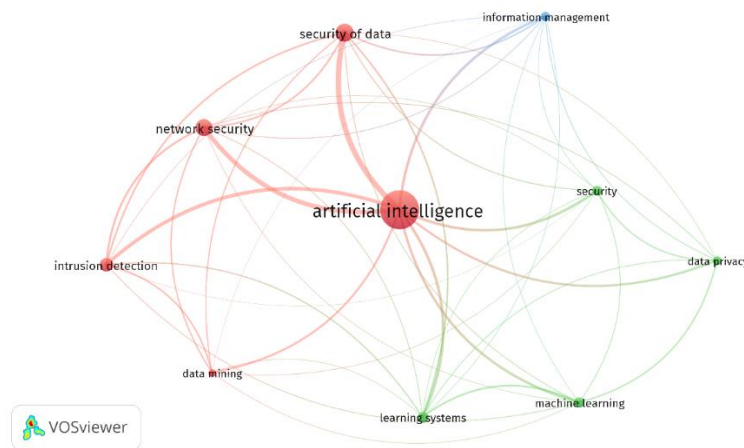 information management
security of data
network security
security
artificial intelligence
data privacy
intrusion detection
data mining
machine learning
learning systems
VOSviewer